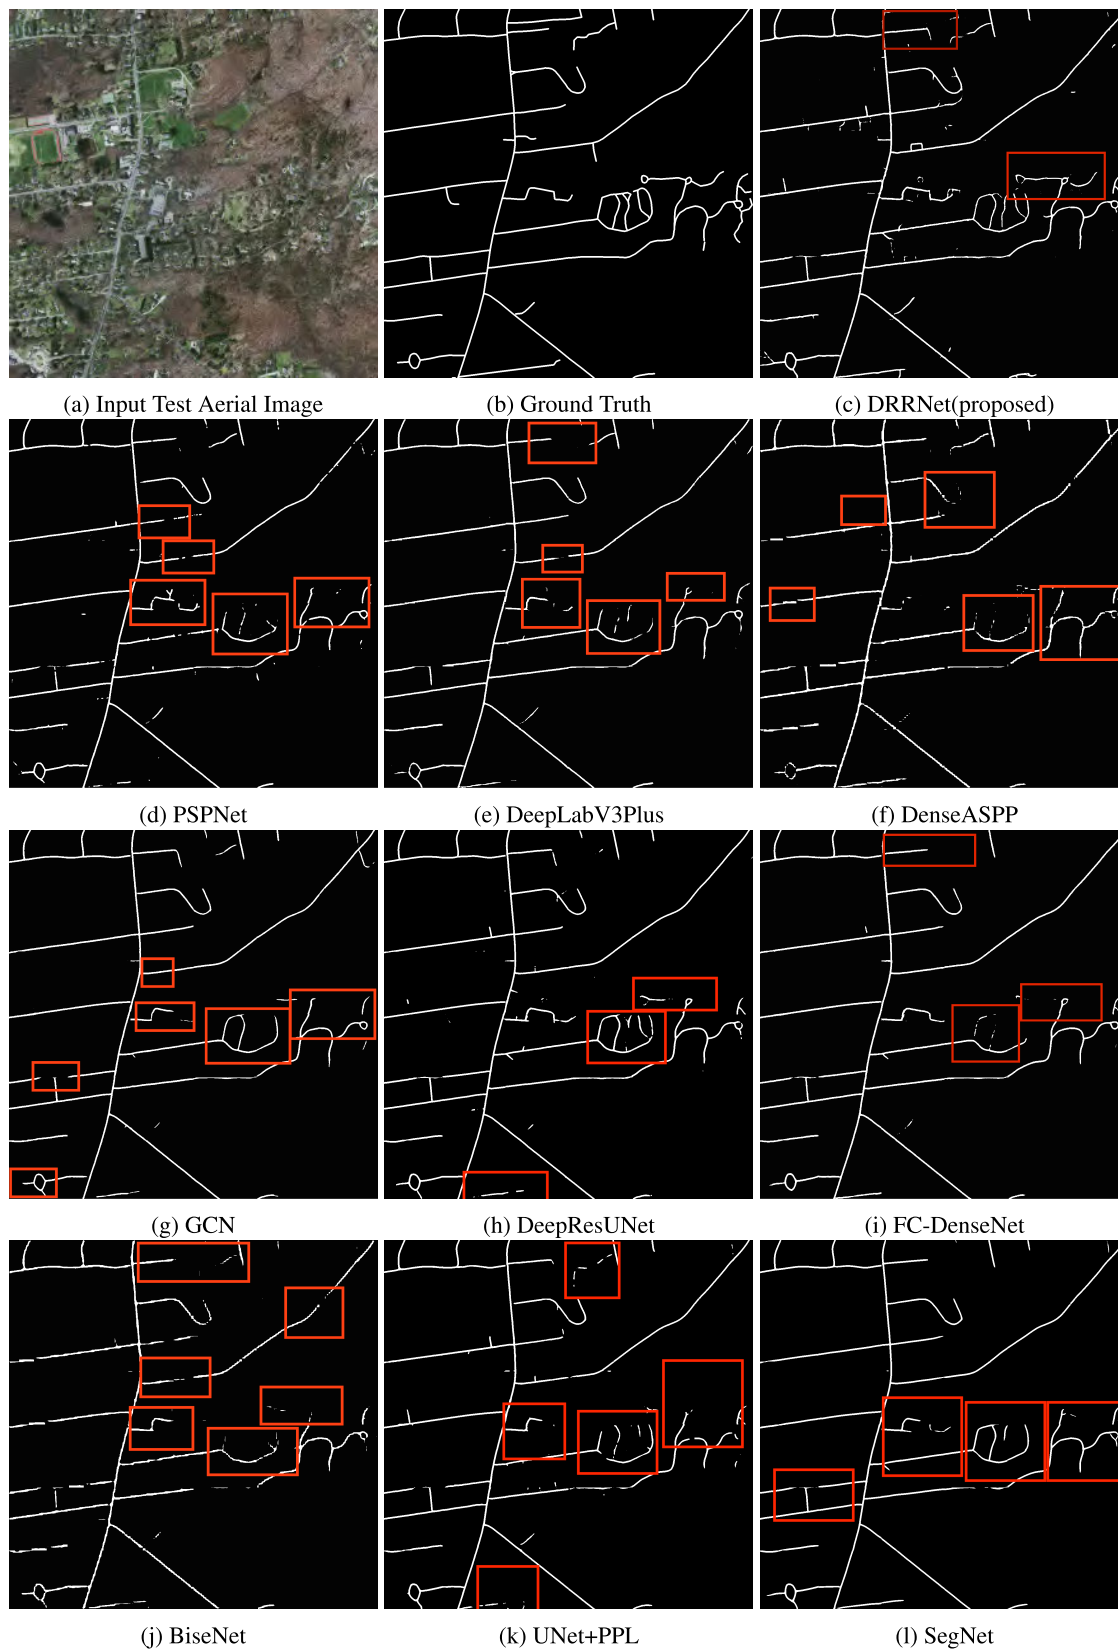 (a) Input Test Aerial Image
(b) Ground Truth
(c) DRRNet(proposed)
(d) PSPNet
(e) DeepLabV3Plus
(f) DenseASPP
(g) GCN
(h) DeepResUNet
(i) FC-DenseNet
(j) BiseNet
(k) UNet+PPL
(l) SegNet